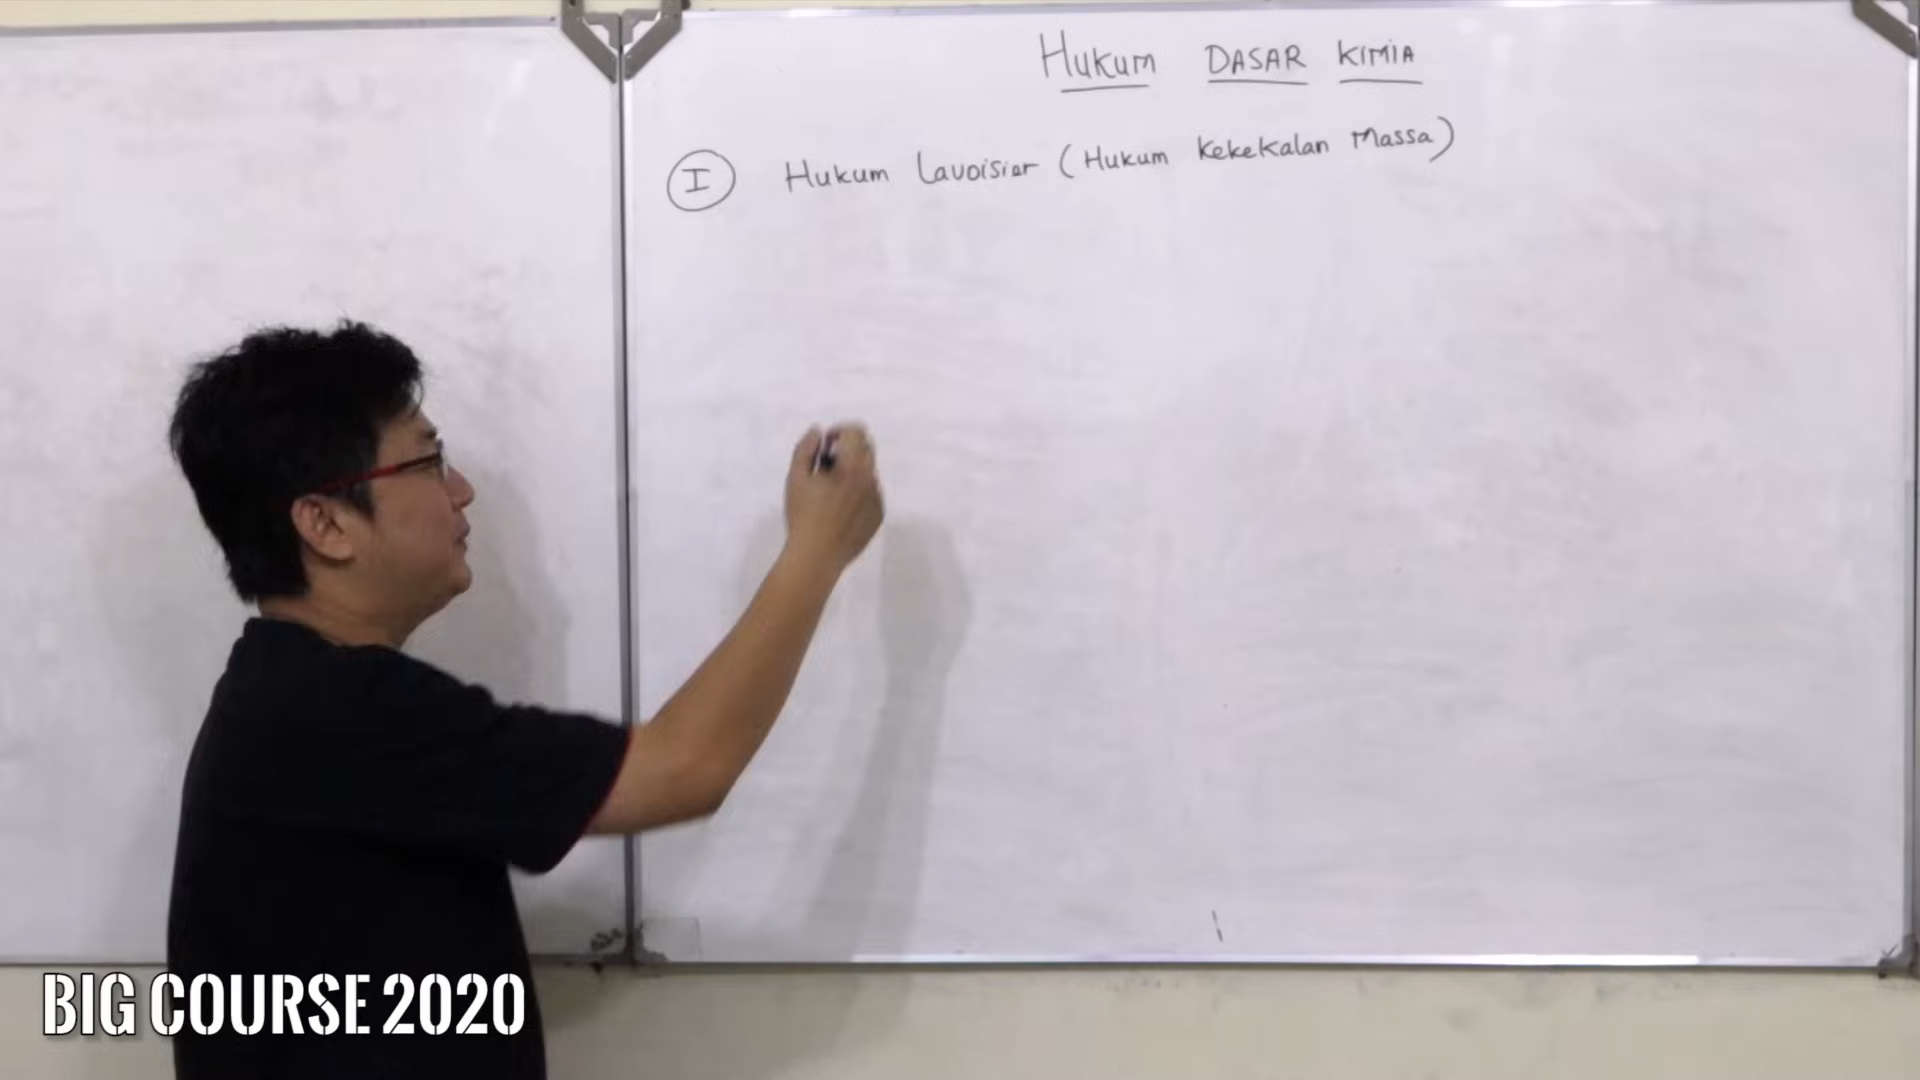 Hukum DASAR KIMIA
I Hukum Lavoisier (Hukum Kekekalan Massa)
BIG COURSE 2020